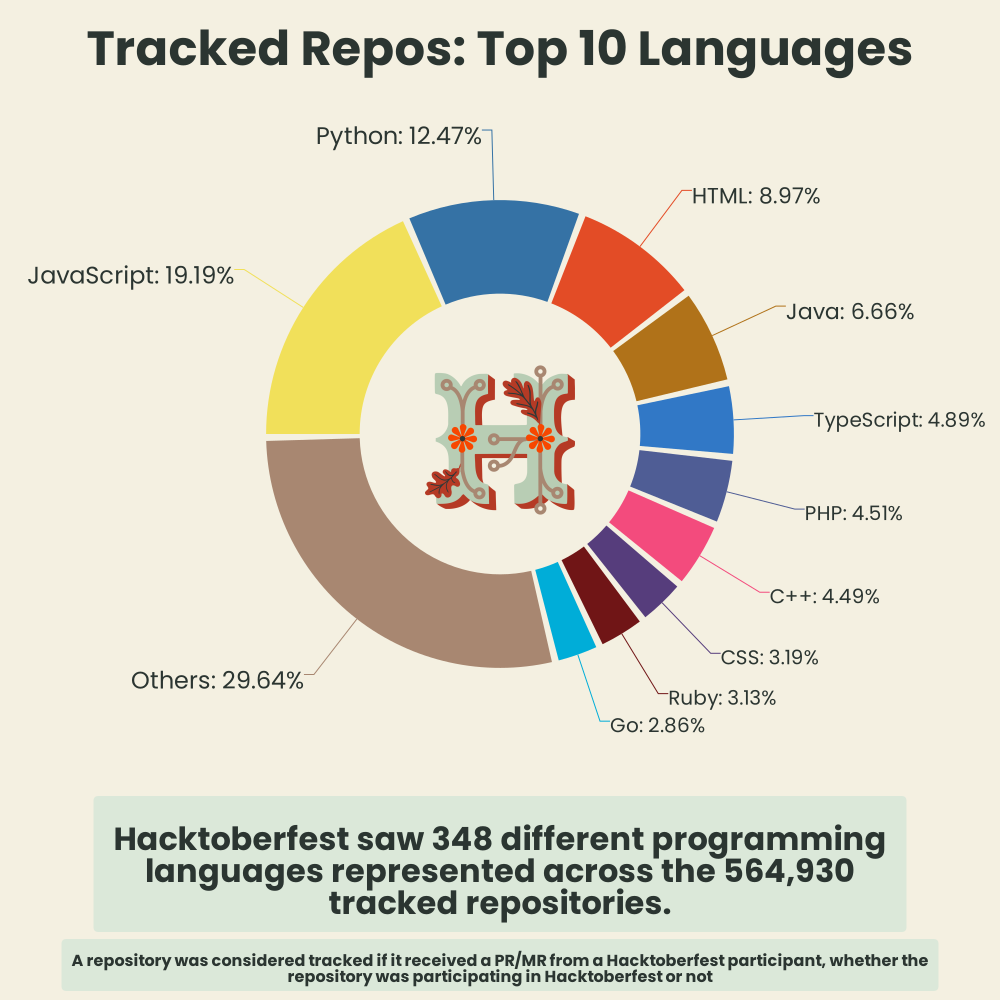 Tracked Repos: Top 10 Languages
Python: 12.47%
HTML: 8.97%
JavaScript: 19.19%
Java: 6.66%
TypeScript: 4.89%
PHP: 4.51%
C++: 4.49%
CSS: 3.19%
Others: 29.64%
Ruby: 3.13%
Go: 2.86%
H
Hacktoberfest saw 348 different programming
languages represented across the 564,930
tracked repositories.
A repository was considered tracked if it received a PR/MR from a Hacktoberfest participant, whether the
repository was participating in Hacktoberfest or not